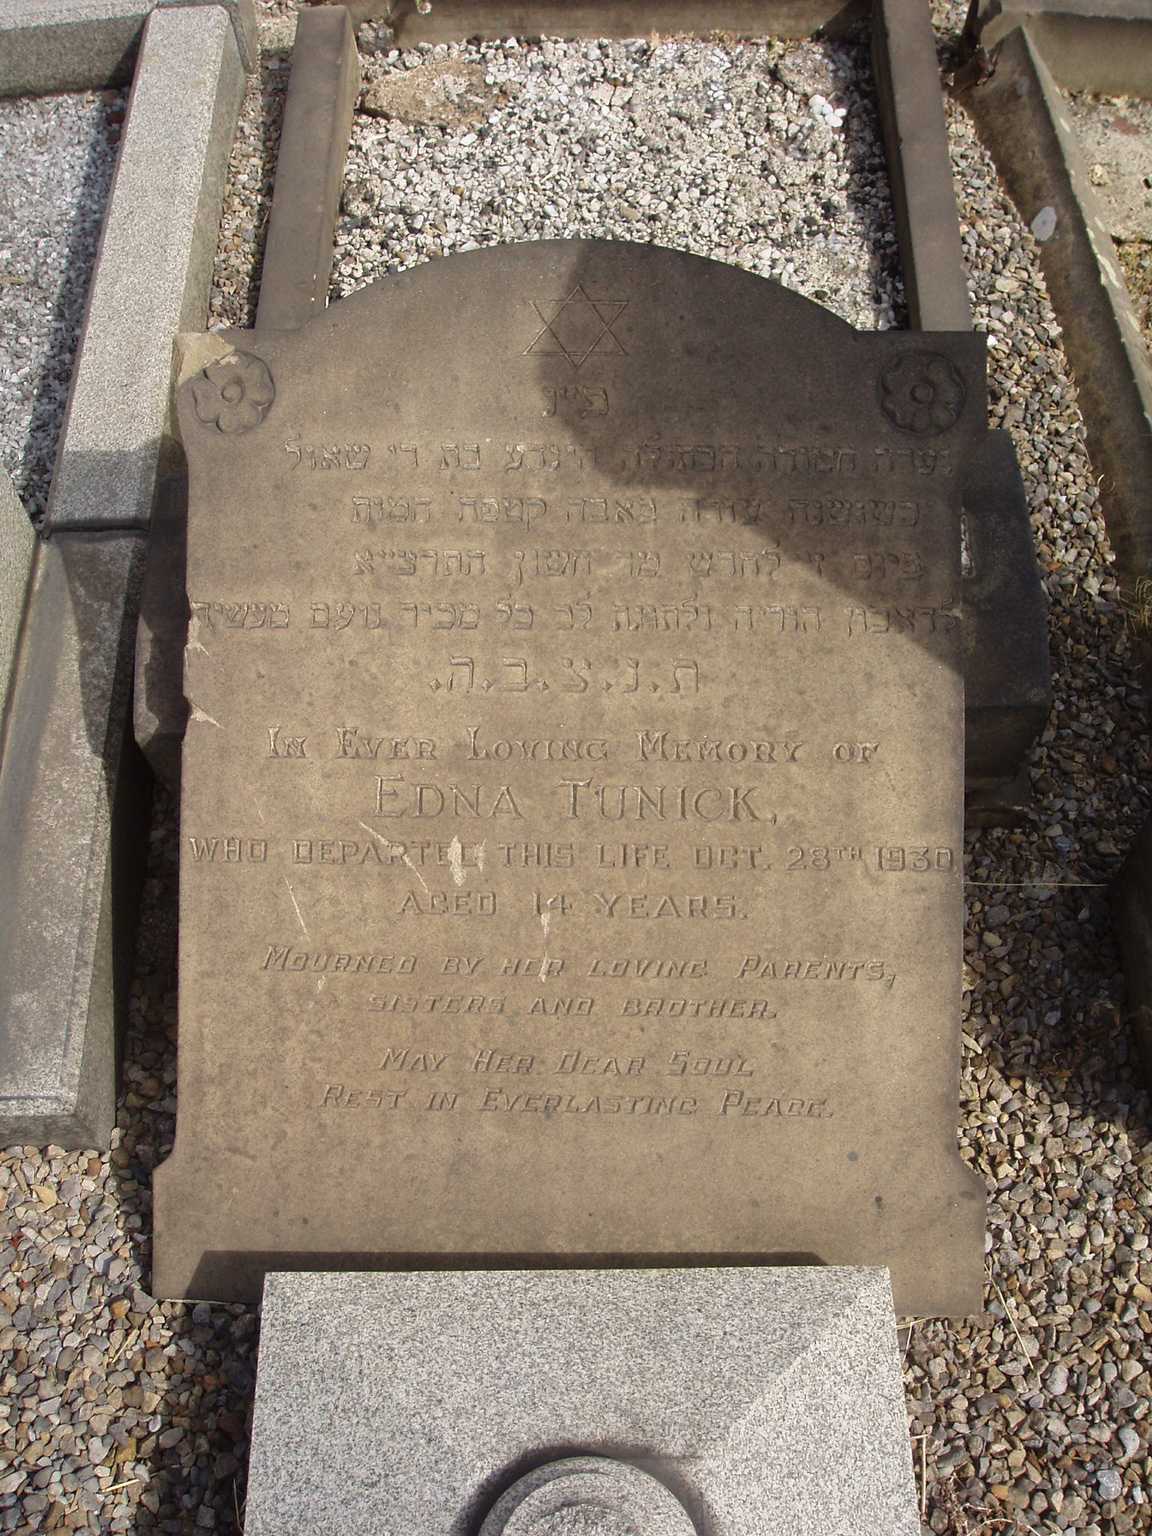 פ״נ
נערה חמודה הבתולה הינדע בת ר׳ שאול
כשושנה עודה באבה קטפה המות
ביום ז׳ לחדש מר חשון התרצ״א
לדאבון הוריה ולתוגת לב כל מכיר נועם מעשיה
ת.נ.צ.ב.ה.
IN EVER LOVING MEMORY OF
EDNA TUNICK,
WHO DEPARTED THIS LIFE OCT. 28TH 1930
AGED 14 YEARS.
MOURNED BY HER LOVING PARENTS,
SISTERS AND BROTHER.
MAY HER DEAR SOUL
REST IN EVERLASTING PEACE.